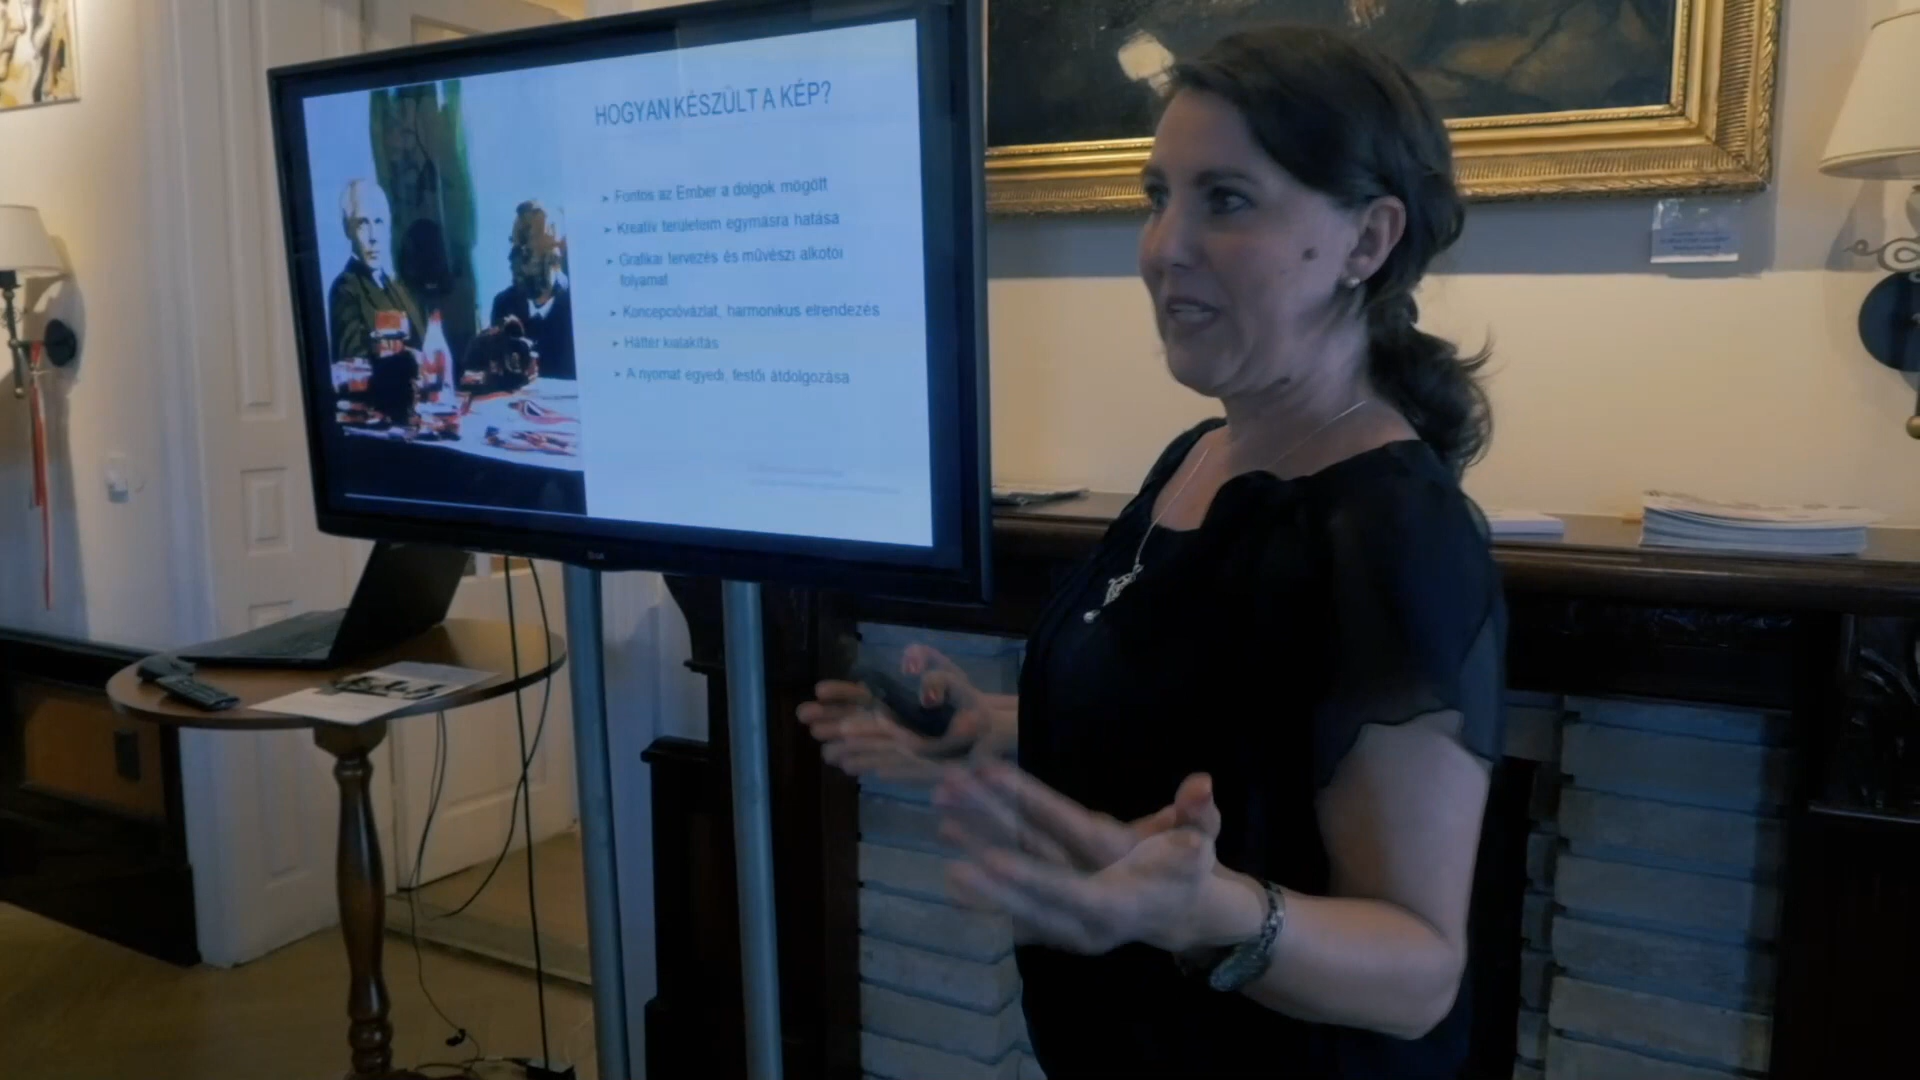 HOGYAN KÉSZÜLT A KÉP?
➢ Fontos az Ember a dolgok mögött
➢ Kreatív területeim egymásra hatása
➢ Grafikai tervezés és művészi alkotói
folyamat
➢ Koncepcióvázlat, harmonikus elrendezés
➢ Háttér kialakítás
➢ A nyomat egyedi, festői átdolgozása